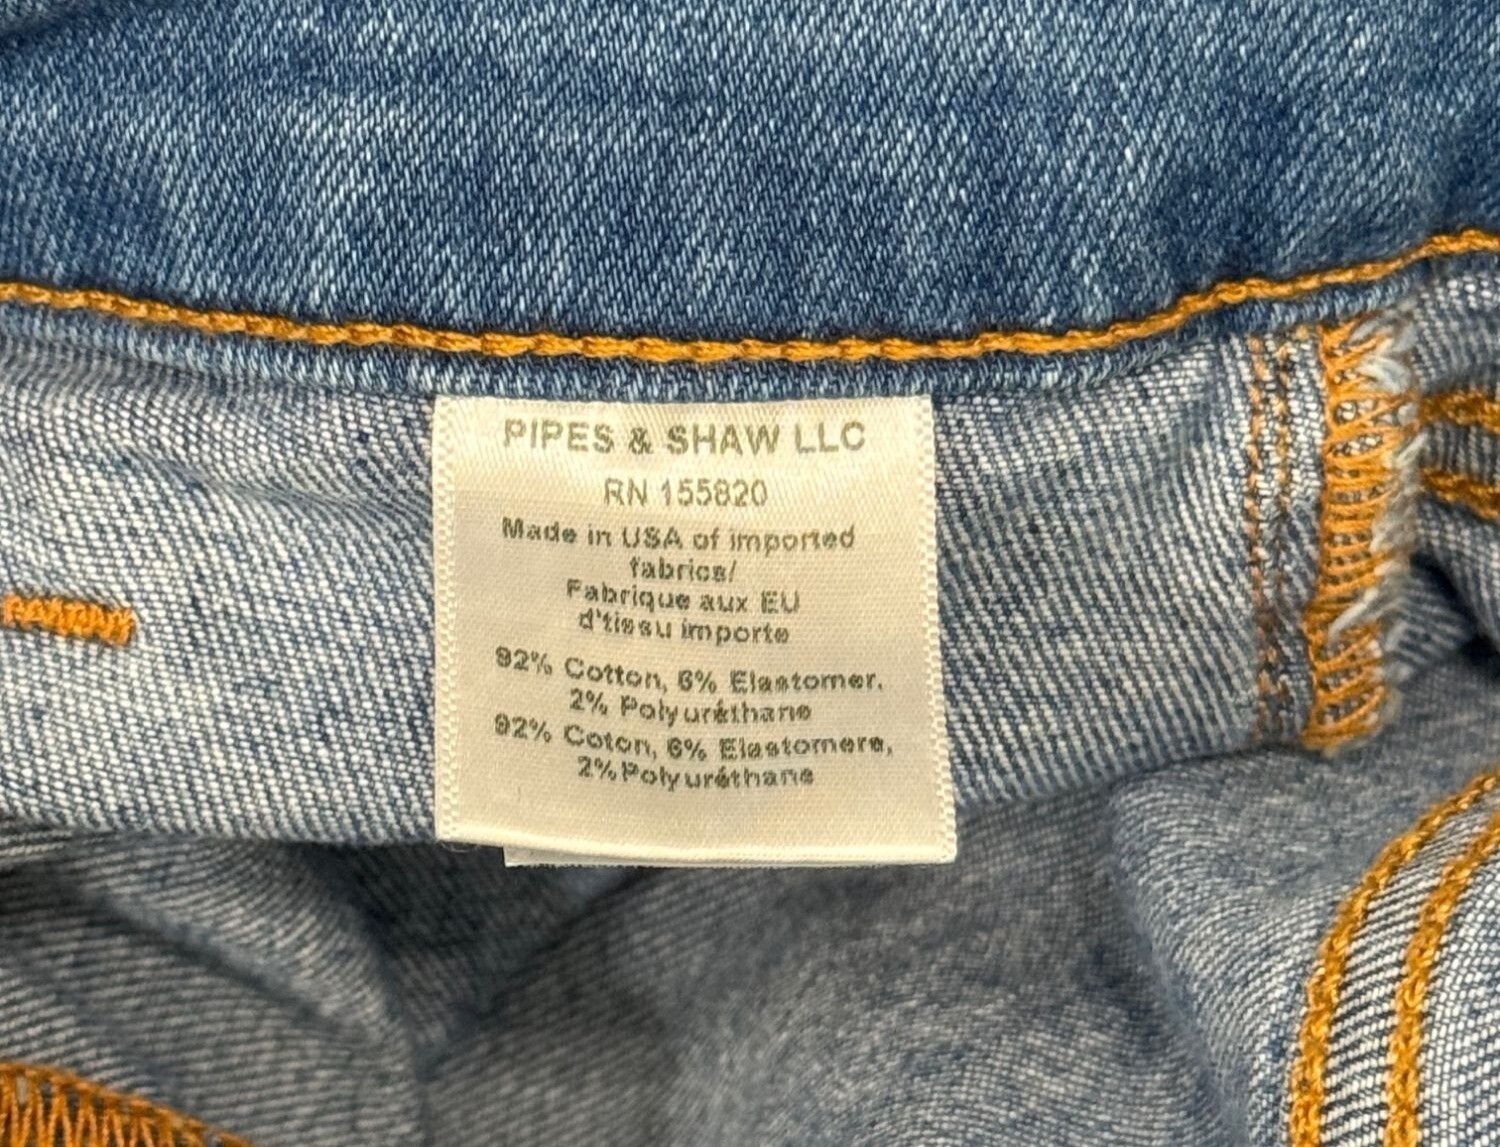 PIPES & SHAW LLC
RN 155820
Made in USA of imported
fabrics/
Fabrique aux EU
d'tissu importe
92% Cotton, 6% Elastomer,
2% Polyuréthane
92% Coton, 6% Elastomere,
2% Polyuréthane